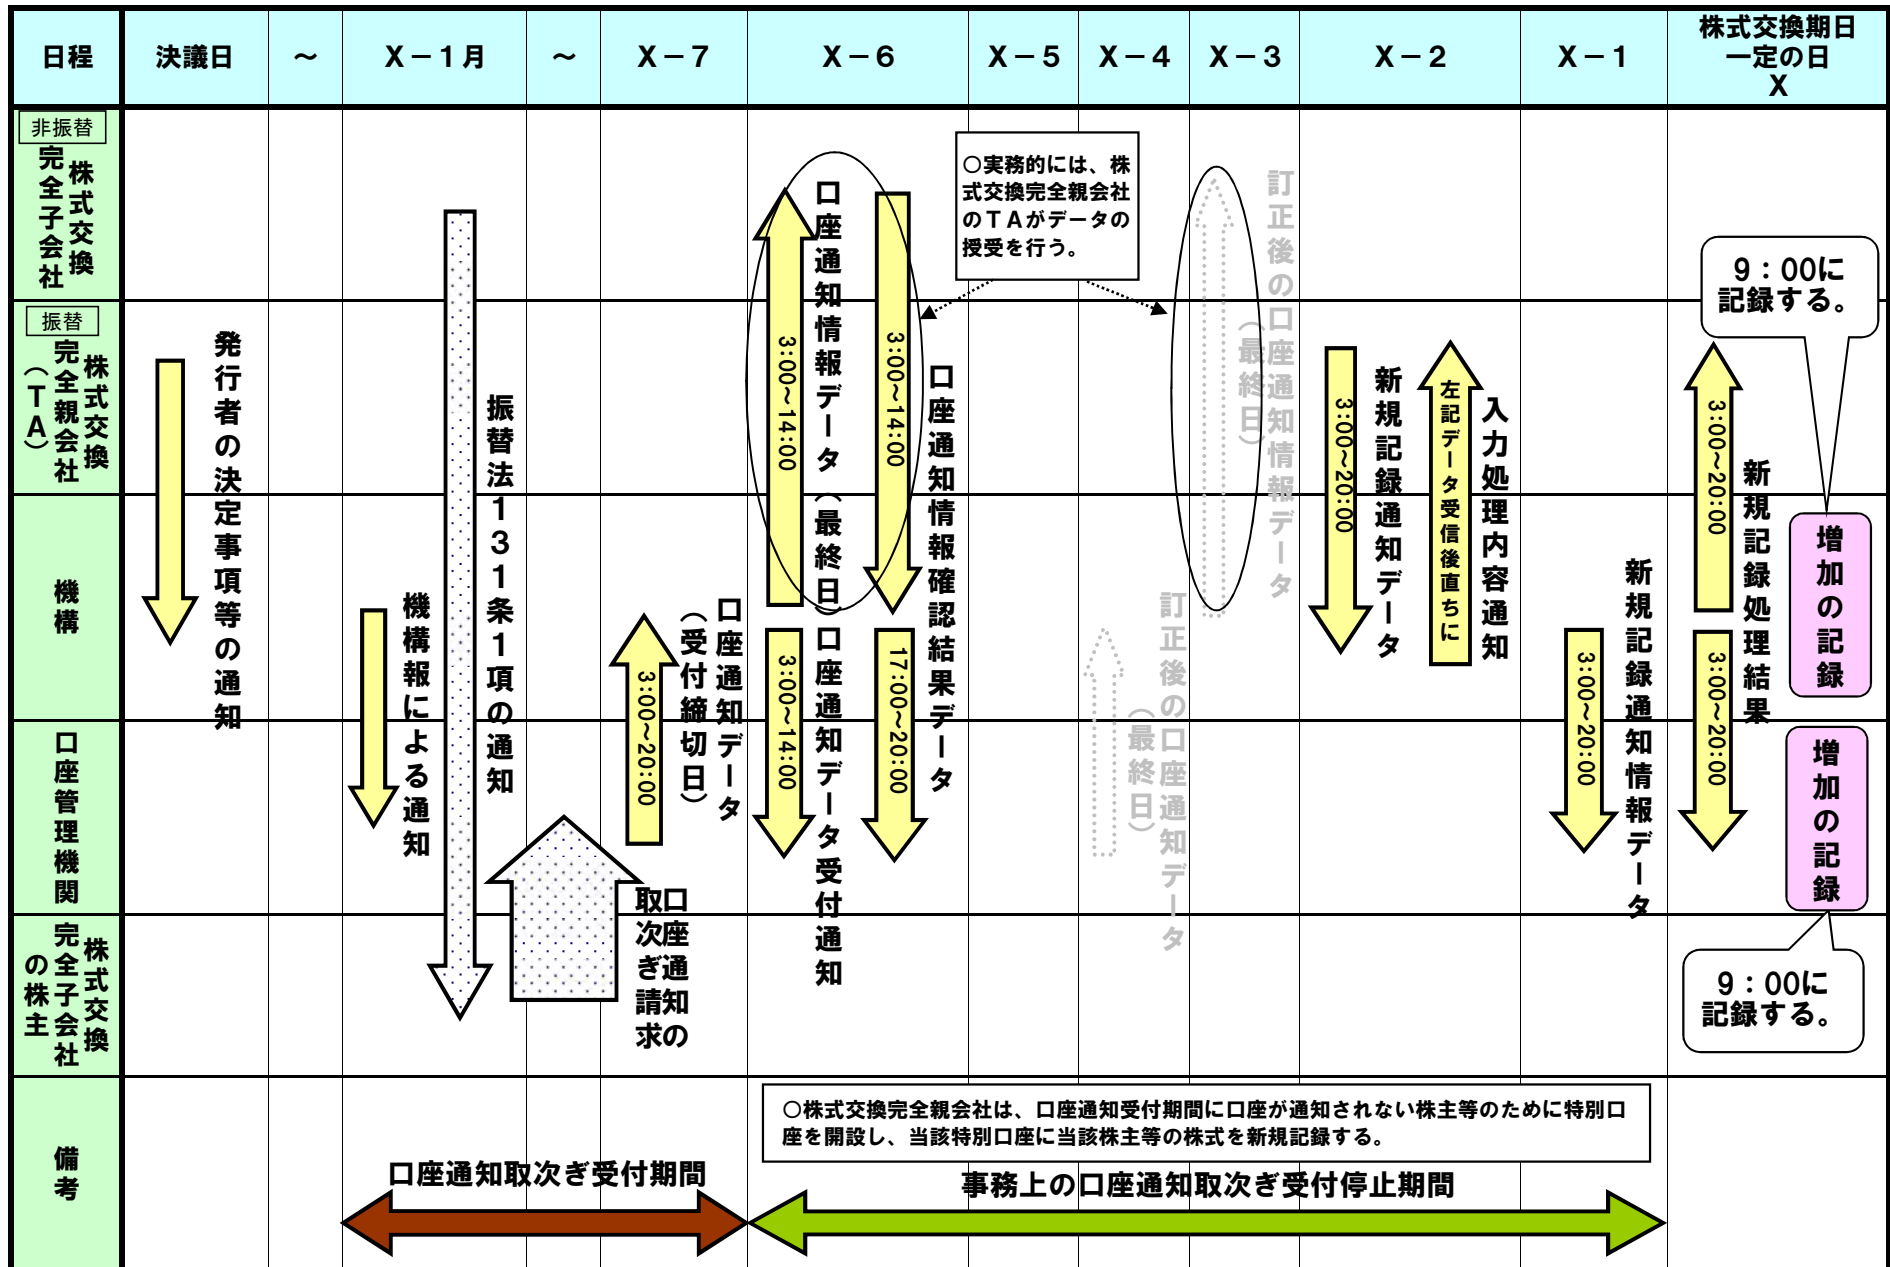 日程
決議日
～
X－1月
～
X－7
X－6
X－5
X－4
X－3
X－2
X－1
株式交換期日
一定の日
X
非振替
株式交換
完全子会社
振替
株式交換
完全親会社
（ＴＡ）
機構
口座管理機関
株式交換
完全子会社
の株主
備考
発行者の決定事項等の通知
機構報による通知
振替法131条1項の通知
口座通知の
取次ぎ請求
口座通知データ
（受付締切日）
3:00~20:00
口座通知情報データ（最終日）
3:00~14:00
3:00~14:00
口座通知情報確認結果データ
口座通知データ受付通知
3:00~14:00
17:00~20:00
○実務的には、株
式交換完全親会社
のＴＡがデータの
授受を行う。
訂正後の口座通知データ
（最終日）
訂正後の口座通知情報データ
（最終日）
3:00~20:00
新規記録通知データ
左記データ受信後直ちに
入力処理内容通知
3:00~20:00
新規記録通知情報データ
3:00~20:00
新規記録処理結果
3:00~20:00
9：00に
記録する。
増加の記録
増加の記録
9：00に
記録する。
○株式交換完全親会社は、口座通知受付期間に口座が通知されない株主等のために特別口
座を開設し、当該特別口座に当該株主等の株式を新規記録する。
口座通知取次ぎ受付期間
事務上の口座通知取次ぎ受付停止期間